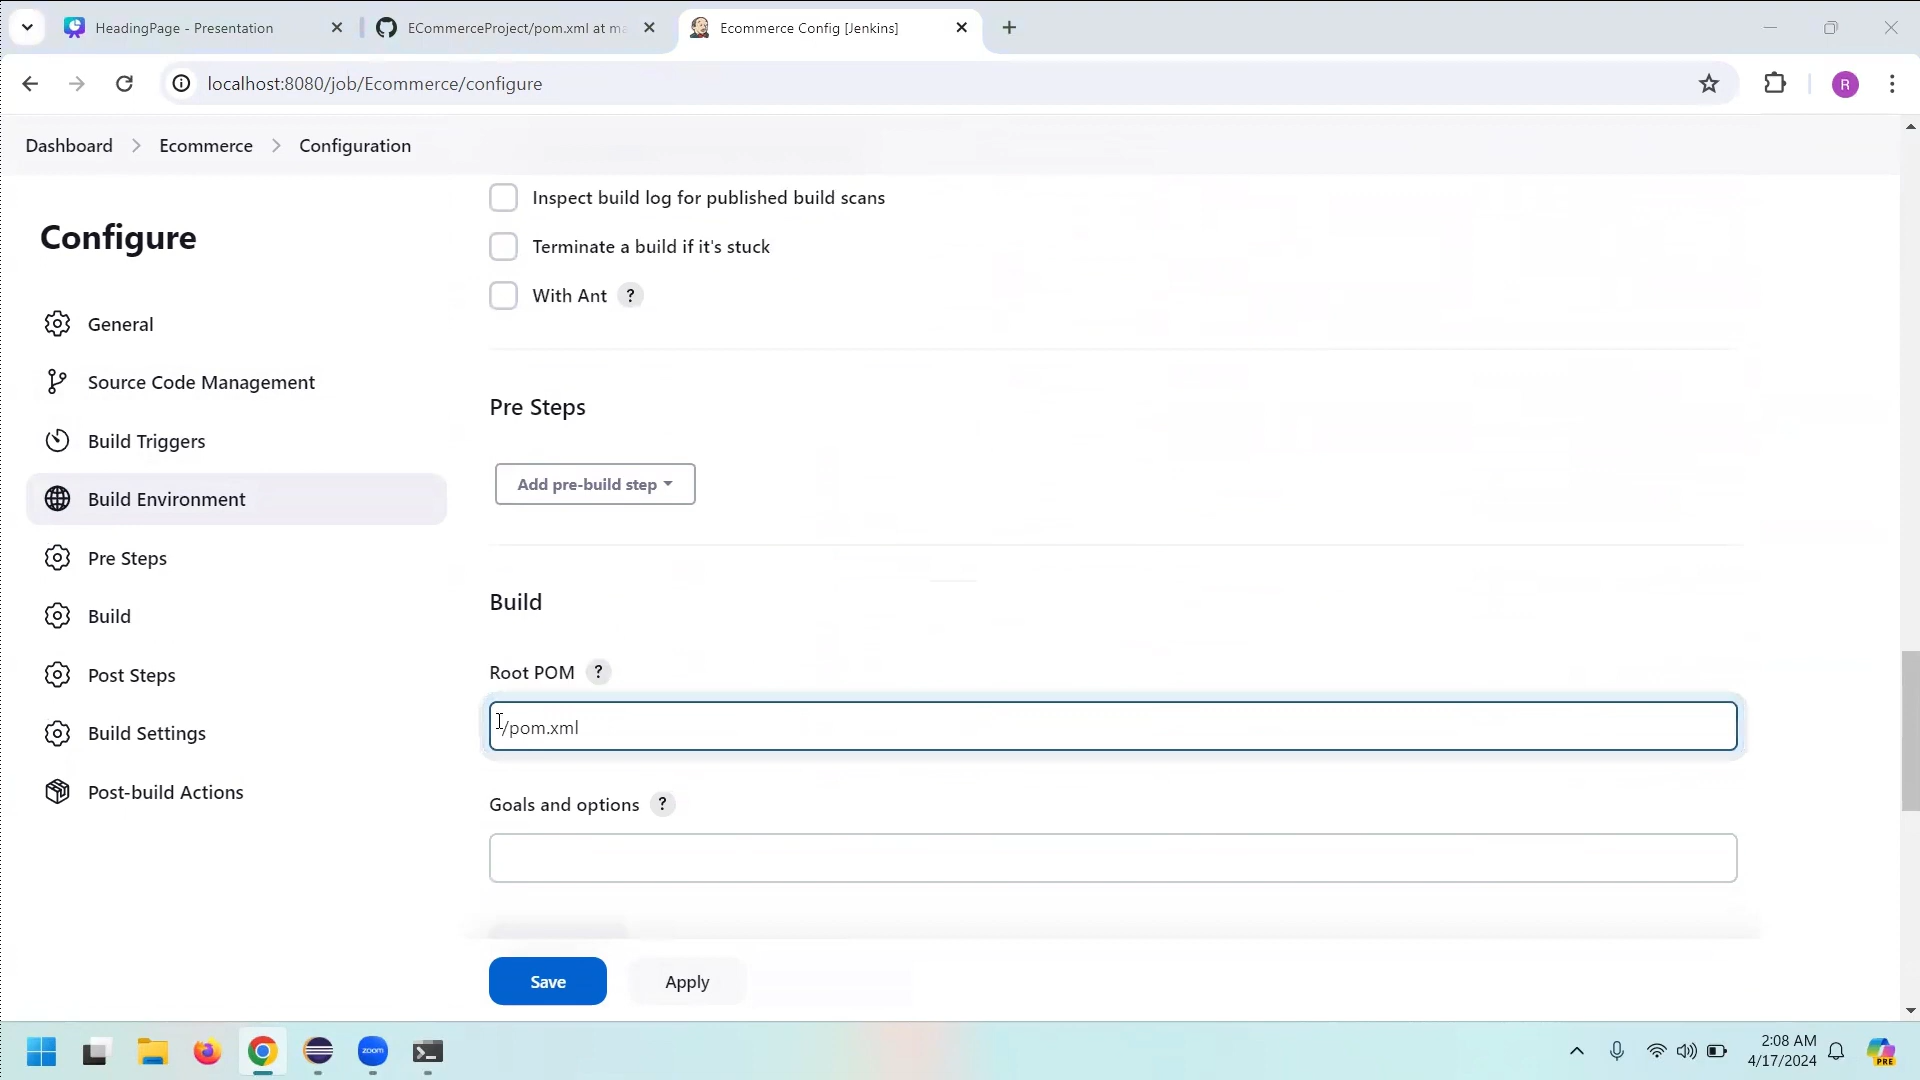 HeadingPage - Presentation
ECommerceProject/pom.xml at ma
Ecommerce Config [Jenkins]
localhost:8080/job/Ecommerce/configure
R
Dashboard > Ecommerce > Configuration
Inspect build log for published build scans
Configure
Terminate a build if it's stuck
With Ant ?
General
Source Code Management
Pre Steps
Build Triggers
Add pre-build step
Build Environment
Pre Steps
Build
Build
Root POM ?
Post Steps
/pom.xml
Build Settings
Post-build Actions
Goals and options ?
Save
Apply
zoom
2:08 AM
4/17/2024
PRE